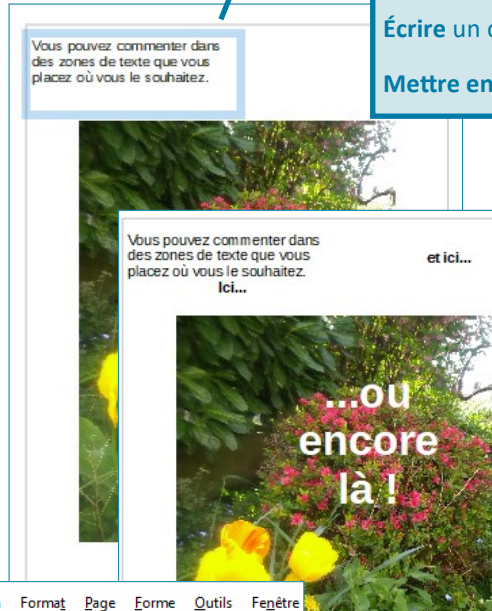 Écrire un
Mettre en
Vous pouvez commenter dans
des zones de texte que vous
placez où vous le souhaitez.
Vous pouvez commenter dans
des zones de texte que vous
placez où vous le souhaitez.
Ici...
et ici...
...ou
encore
là !
Format Page Forme Outils Fenêtre